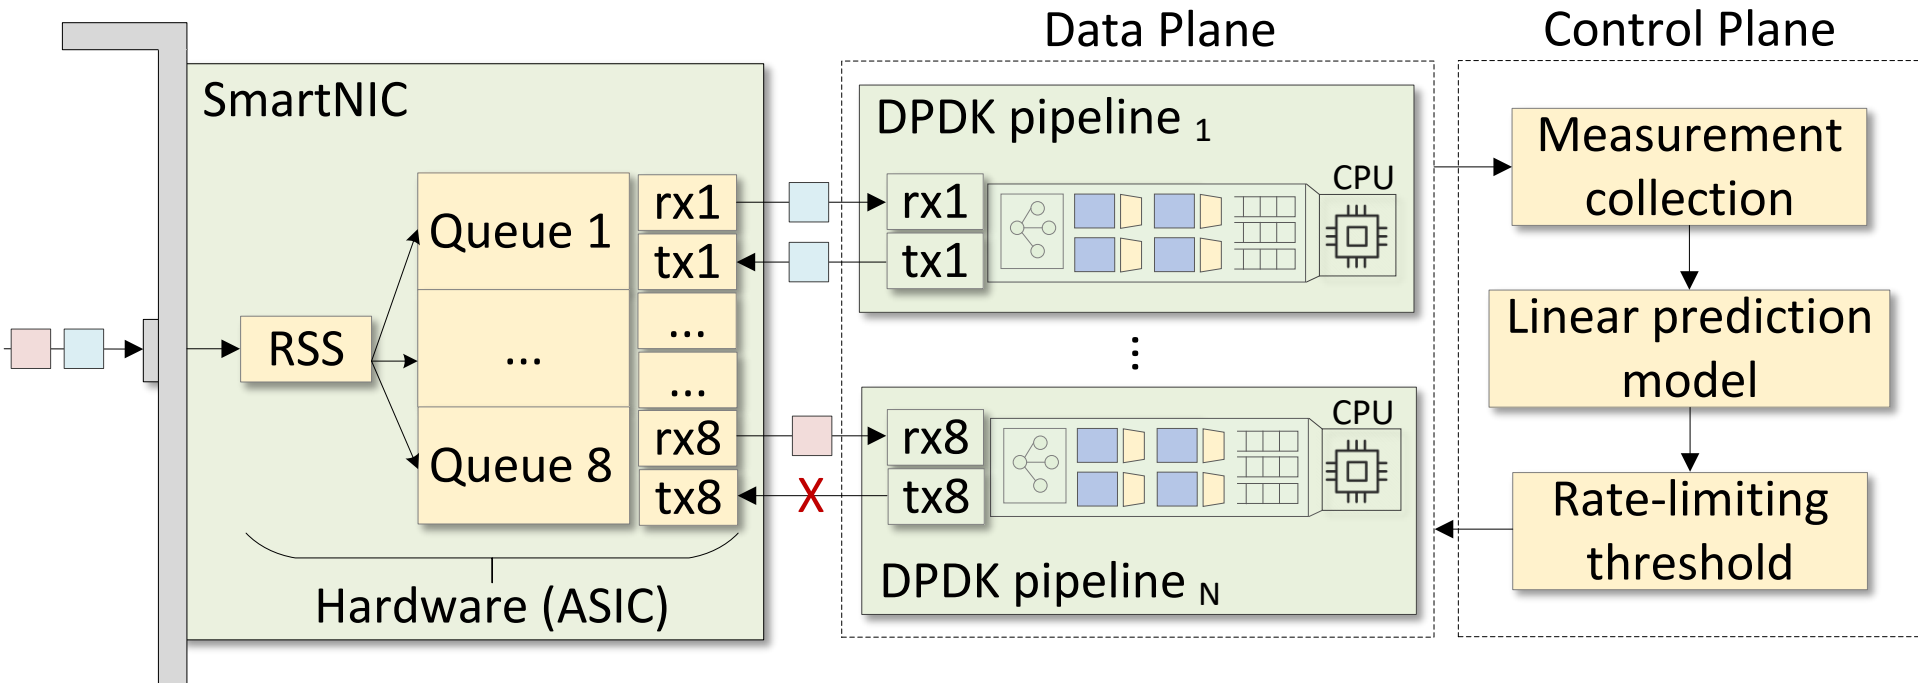 Data Plane
Control Plane
SmartNIC
RSS
Queue 1
...
Queue 8
rx1
tx1
...
...
rx8
tx8
Hardware (ASIC)
X
DPDK pipeline 1
rx1
tx1
CPU
...
rx8
tx8
CPU
DPDK pipeline N
Measurement
collection
Linear prediction
model
Rate-limiting
threshold